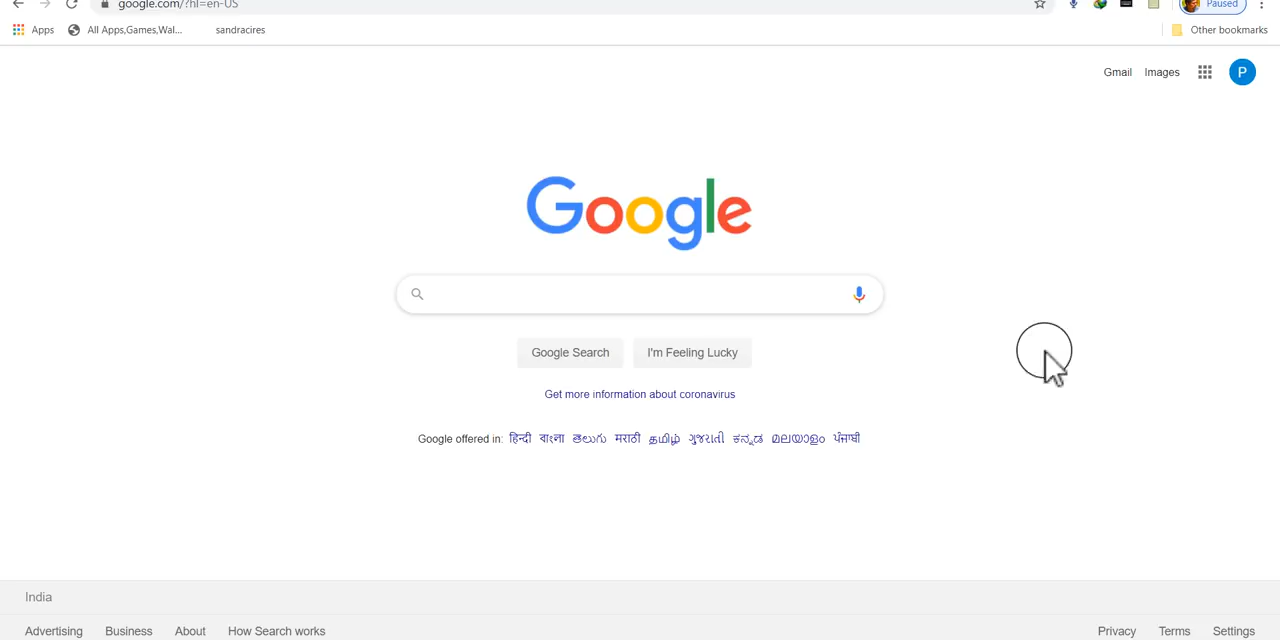 google.com/?hl=en-US
Paused
Apps
All Apps,Games,Wal...
sandracires
Other bookmarks
Gmail
Images
P
Google
Google Search
I'm Feeling Lucky
Get more information about coronavirus
Google offered in: हिन्दी বাংলা తెలుగు मराठी தமிழ் ગુજરાતી ಕನ್ನಡ മലയാളം ਪੰਜਾਬੀ
India
Advertising Business About How Search works
Privacy Terms Settings